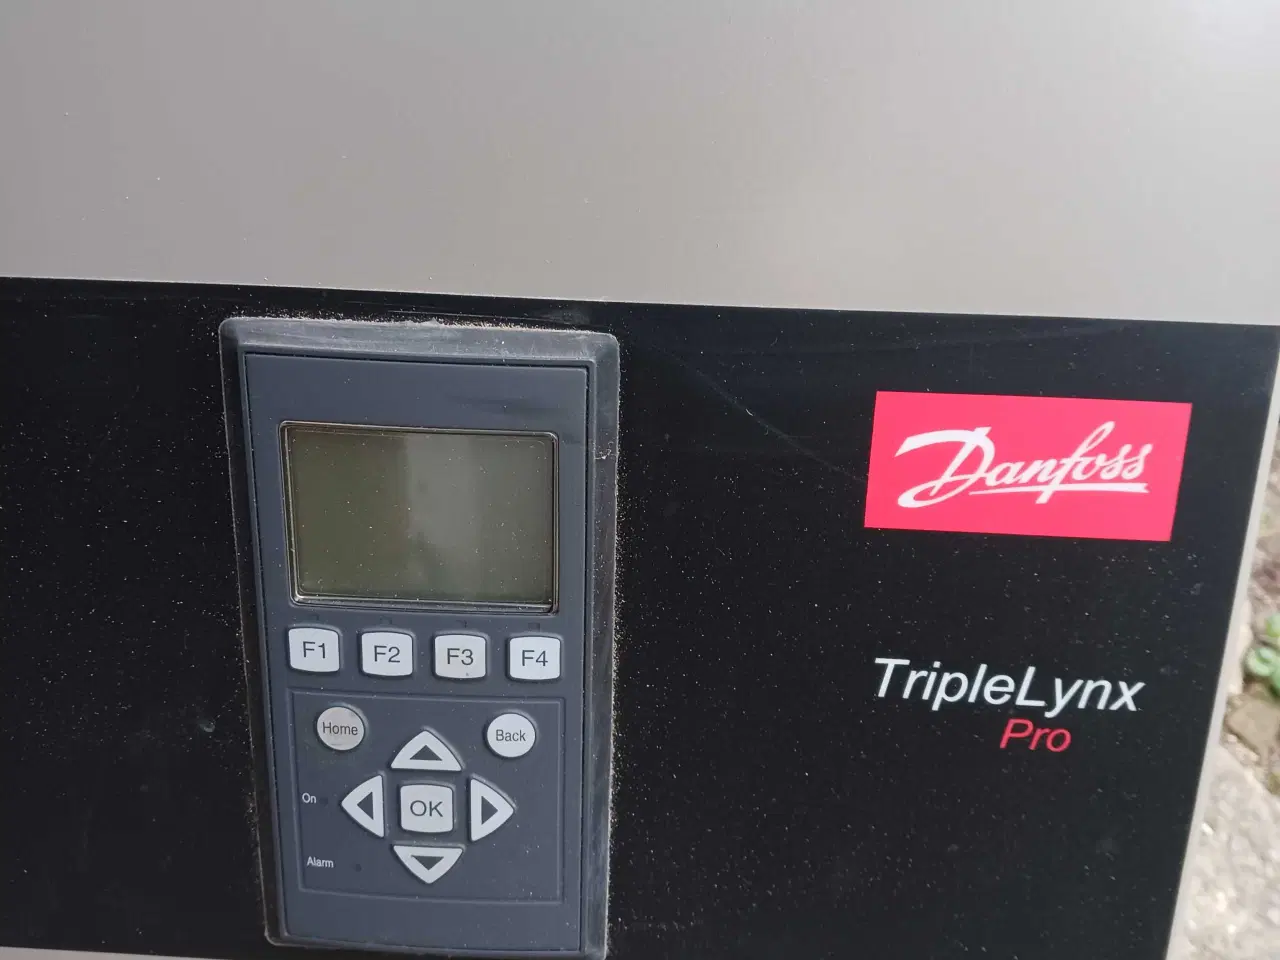 Danfoss
TripleLynx
Pro
F1 F2 F3 F4
Home Back
On
OK
Alarm